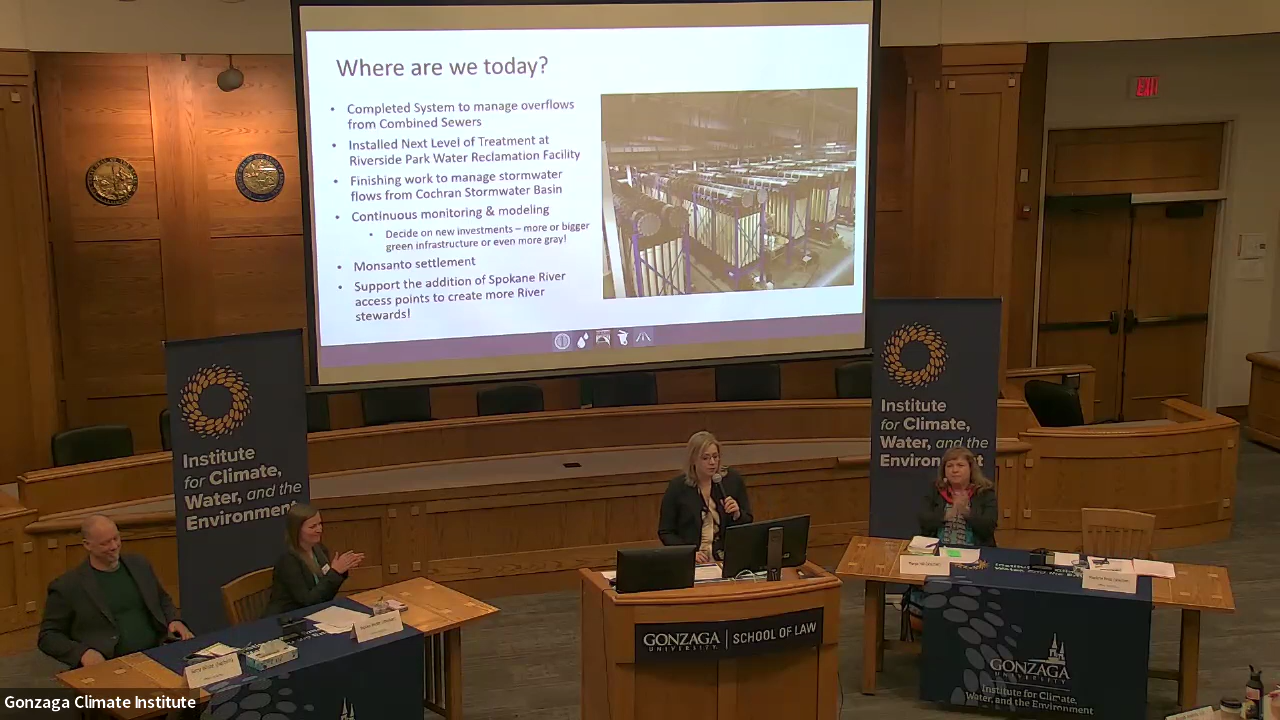 Where are we today?
• Completed System to manage overflows
from Combined Sewers
• Installed Next Level of Treatment at
Riverside Park Water Reclamation Facility
• Finishing work to manage stormwater
flows from Cochran Stormwater Basin
• Continuous monitoring & modeling
• Decide on new investments – more or bigger
green infrastructure or even more gray!
• Monsanto settlement
• Support the addition of Spokane River
access points to create more River
stewards!
EXIT
Institute
for Climate,
Water, and the
Environment
Institute
for Climate,
Water, and the
Environment
GONZAGA
UNIVERSITY
SCHOOL OF LAW
GONZAGA
UNIVERSITY
Institute for Climate,
Water, and the Environment
Gonzaga Climate Institute